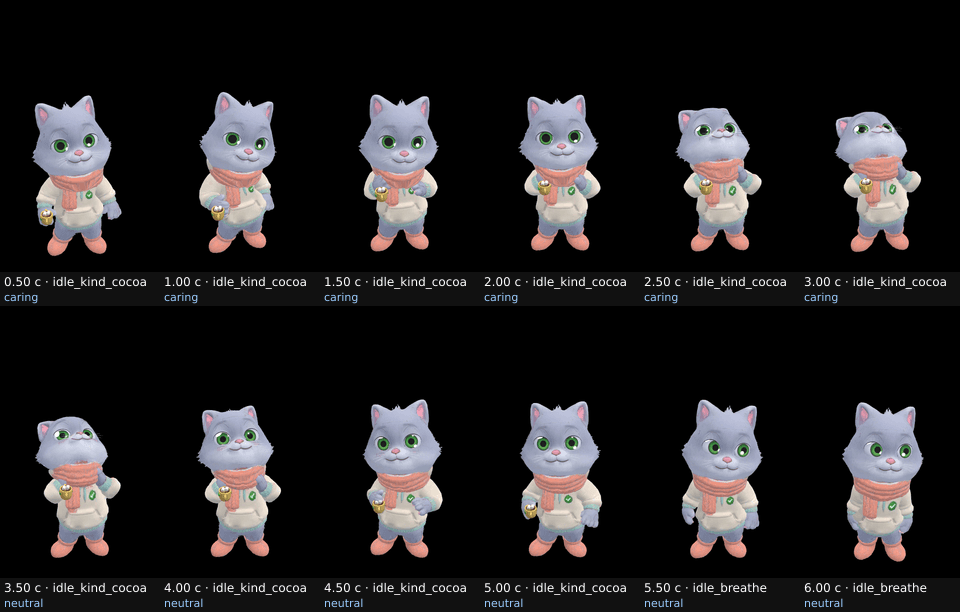 0.50 c · idle_kind_cocoa
caring
1.00 c · idle_kind_cocoa
caring
1.50 c · idle_kind_cocoa
caring
2.00 c · idle_kind_cocoa
caring
2.50 c · idle_kind_cocoa
caring
3.00 c · idle_kind_cocoa
caring
3.50 c · idle_kind_cocoa
neutral
4.00 c · idle_kind_cocoa
neutral
4.50 c · idle_kind_cocoa
neutral
5.00 c · idle_kind_cocoa
neutral
5.50 c · idle_breathe
neutral
6.00 c · idle_breathe
neutral